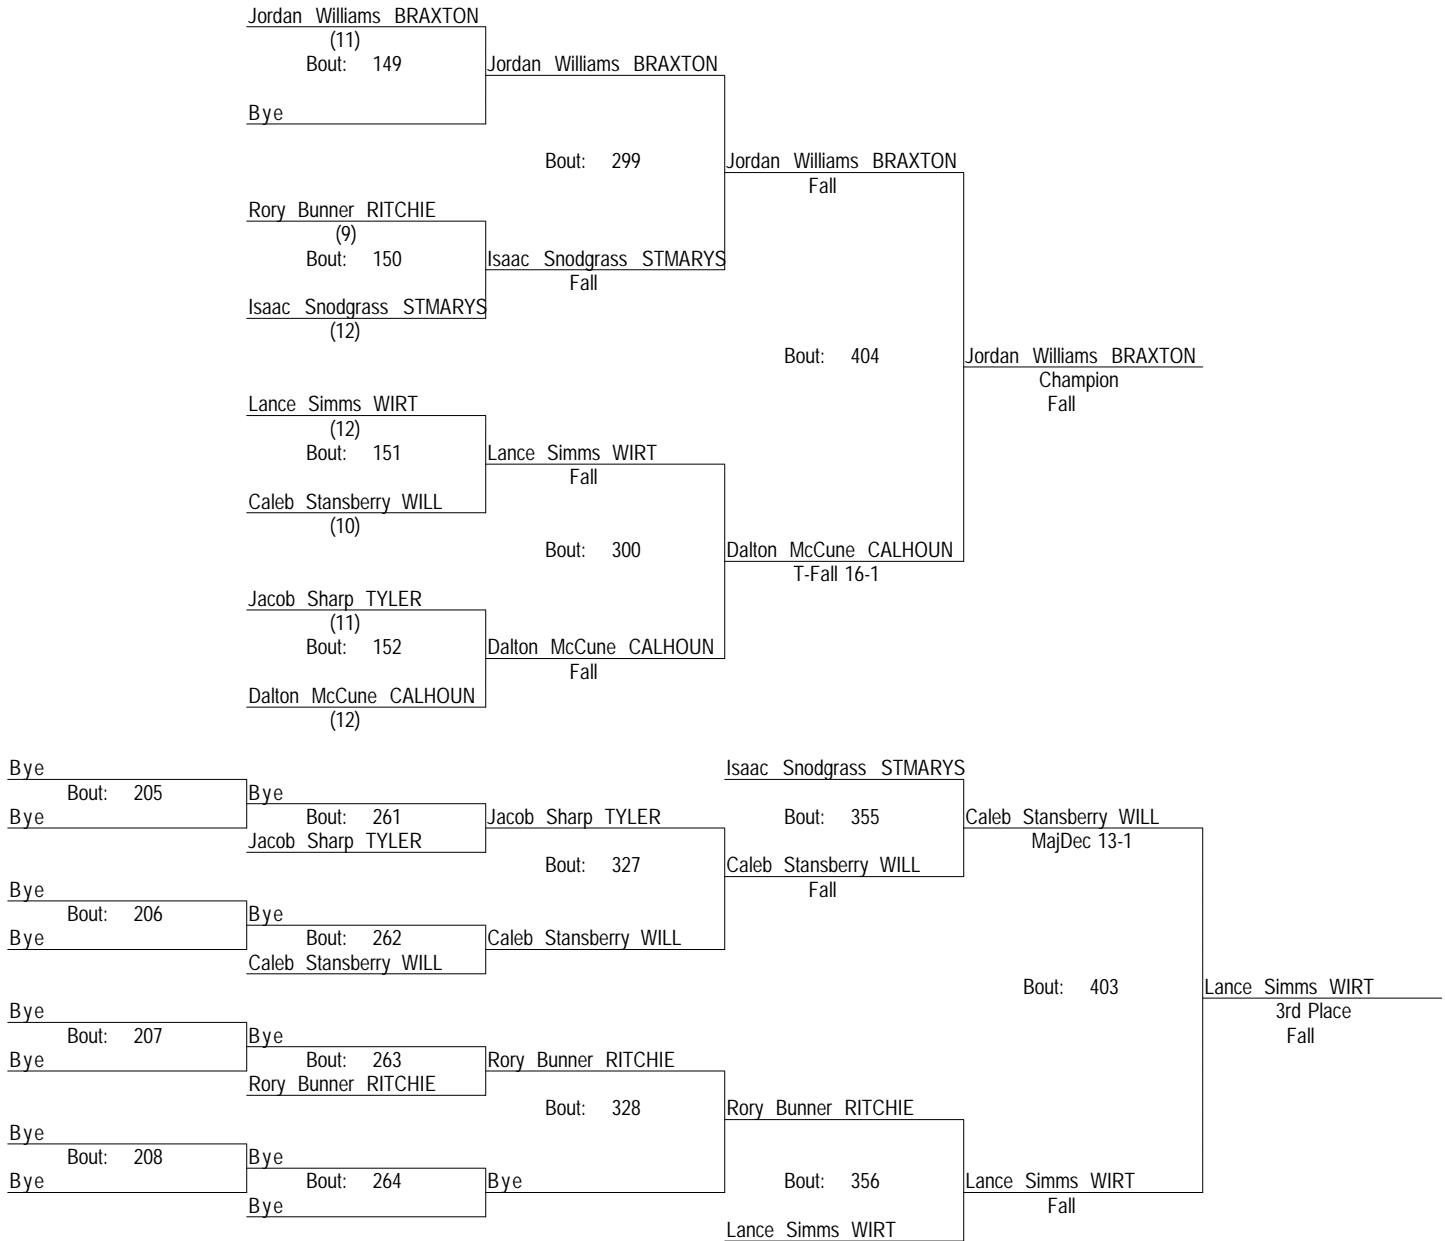 Jordan Williams BRAXTON
(11)
Bout: 149
Jordan Williams BRAXTON
Bye
Bout: 299
Jordan Williams BRAXTON
Fall
Rory Bunner RITCHIE
(9)
Bout: 150
Isaac Snodgrass STMARYS
Fall
Isaac Snodgrass STMARYS
(12)
Bout: 404
Jordan Williams BRAXTON
Champion
Fall
Lance Simms WIRT
(12)
Bout: 151
Lance Simms WIRT
Fall
Caleb Stansberry WILL
(10)
Bout: 300
Dalton McCune CALHOUN
T-Fall 16-1
Jacob Sharp TYLER
(11)
Bout: 152
Dalton McCune CALHOUN
Fall
Dalton McCune CALHOUN
(12)
Bye
Bout: 205
Bye
Bye
Bout: 261
Jacob Sharp TYLER
Jacob Sharp TYLER
Bout: 327
Isaac Snodgrass STMARYS
Bout: 355
Caleb Stansberry WILL
MajDec 13-1
Caleb Stansberry WILL
Fall
Bye
Bout: 206
Bye
Bye
Bout: 262
Caleb Stansberry WILL
Caleb Stansberry WILL
Bout: 403
Lance Simms WIRT
3rd Place
Fall
Bye
Bout: 207
Bye
Bye
Bout: 263
Rory Bunner RITCHIE
Rory Bunner RITCHIE
Bout: 328
Rory Bunner RITCHIE
Bye
Bout: 208
Bye
Bye
Bout: 264
Bye
Bye
Bout: 356
Lance Simms WIRT
Fall
Lance Simms WIRT